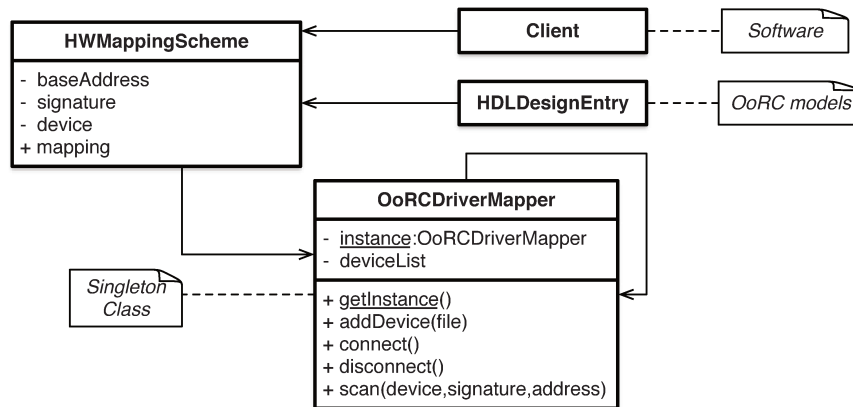 HWMappingScheme
- baseAddress
- signature
- device
+ mapping
Client
Software
HDLDesignEntry
OoRC models
OoRCDriverMapper
- instance:OoRCDriverMapper
- deviceList
+ getInstance()
+ addDevice(file)
+ connect()
+ disconnect()
+ scan(device,signature,address)
Singleton
Class